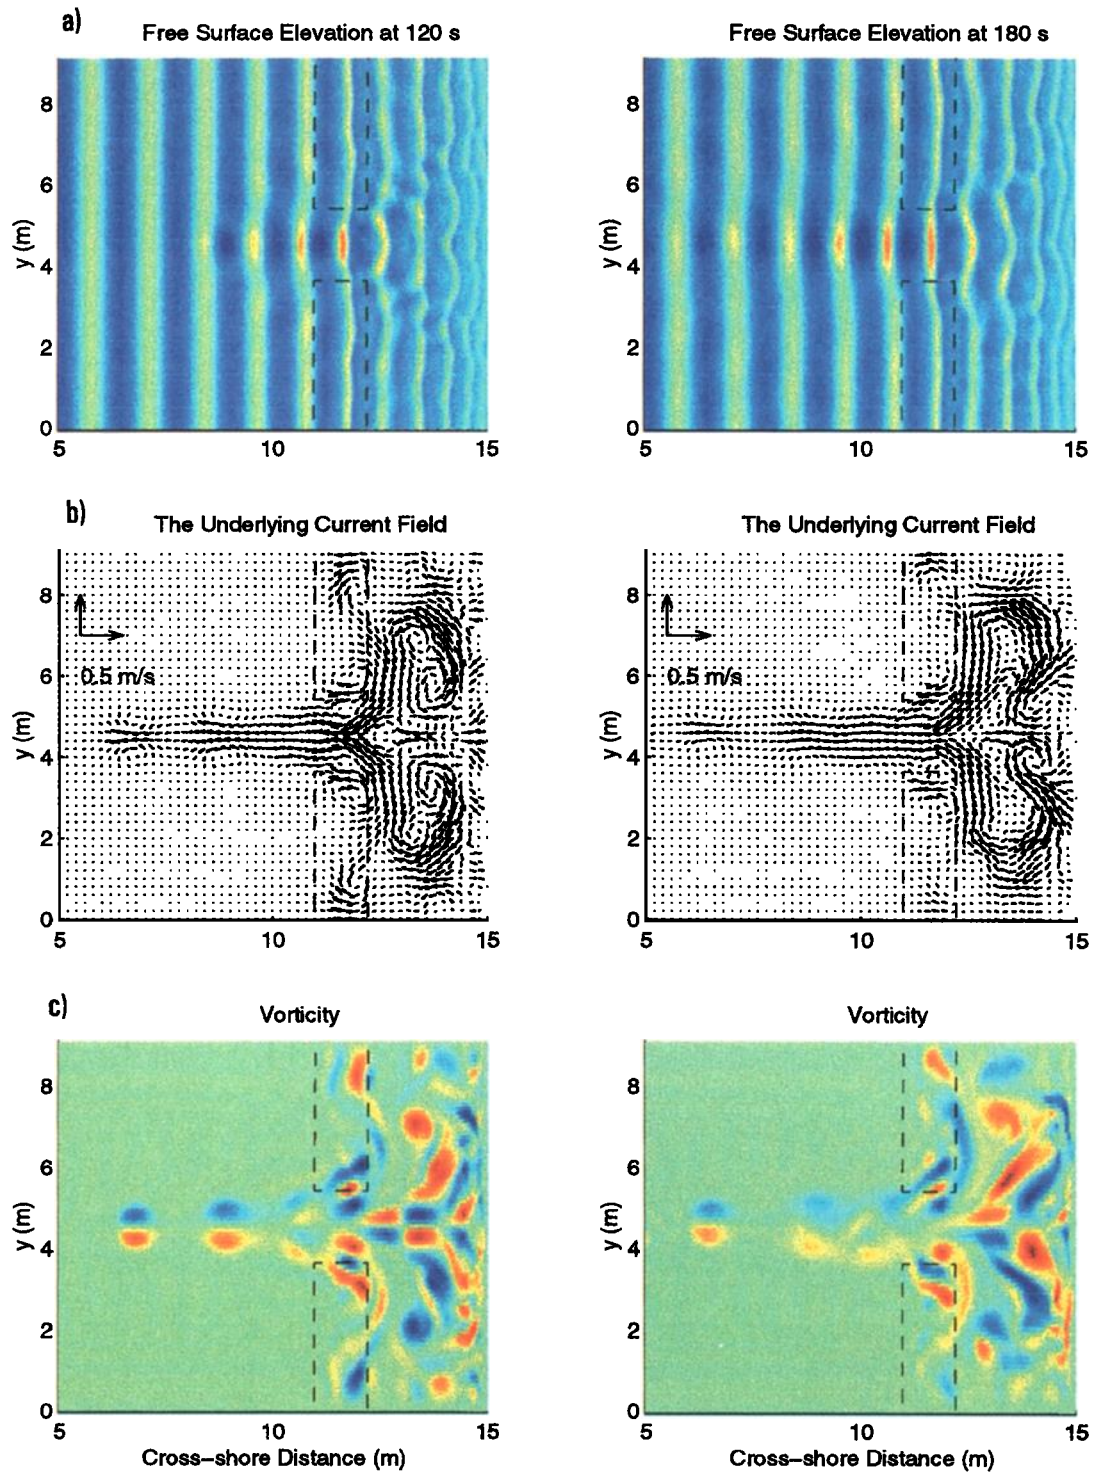 a)
Free Surface Elevation at 120 s
Free Surface Elevation at 180 s
8
6
4
2
0
y (m)
5
10
15
8
6
4
2
0
y (m)
5
10
15
b)
The Underlying Current Field
The Underlying Current Field
8
6
4
2
0
y (m)
0.5 m/s
5
10
15
8
6
4
2
0
y (m)
0.5 m/s
5
10
15
c)
Vorticity
Vorticity
8
6
4
2
0
y (m)
5
10
15
Cross-shore Distance (m)
8
6
4
2
0
y (m)
5
10
15
Cross-shore Distance (m)